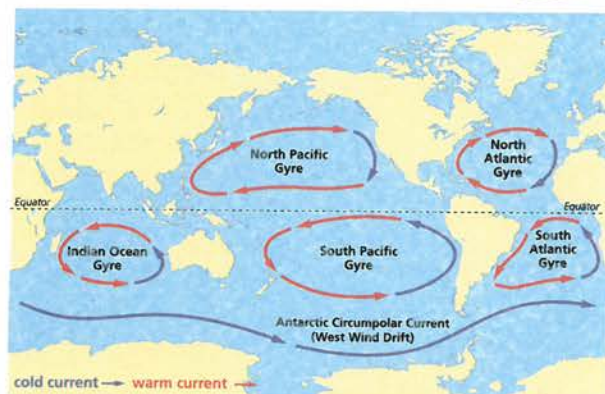 North Pacific
Gyre
North
Atlantic
Gyre
Equator
Equator
Indian Ocean
Gyre
South Pacific
Gyre
South
Atlantic
Gyre
Antarctic Circumpolar Current
(West Wind Drift)
cold current warm current